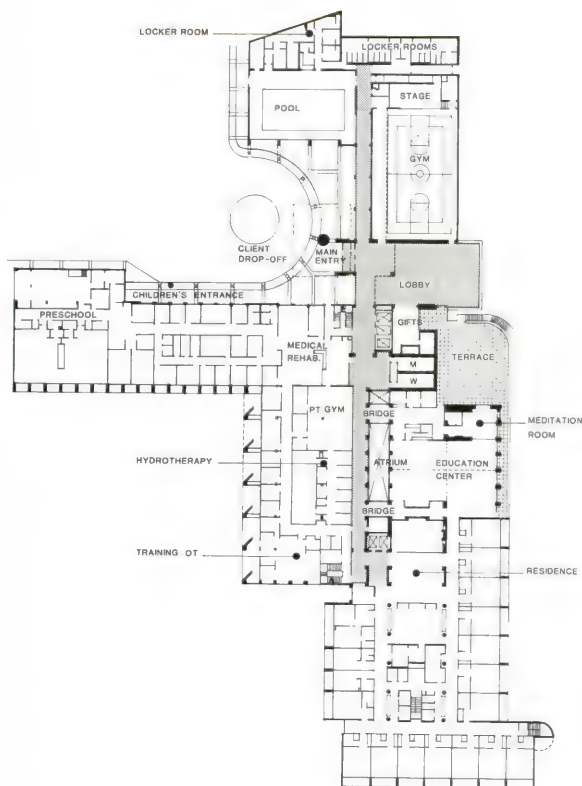 LOCKER ROOM
LOCKER ROOMS
STAGE
POOL
GYM
CLIENT
DROP-OFF
MAIN
ENTRY
LOBBY
CHILDREN'S ENTRANCE
PRESCHOOL
GIFTS
MEDICAL
REHAB.
TERRACE
M
W
PT GYM
BRIDGE
MEDITATION
ROOM
HYDROTHERAPY
ATRIUM
EDUCATION
CENTER
BRIDGE
TRAINING OT
RESIDENCE